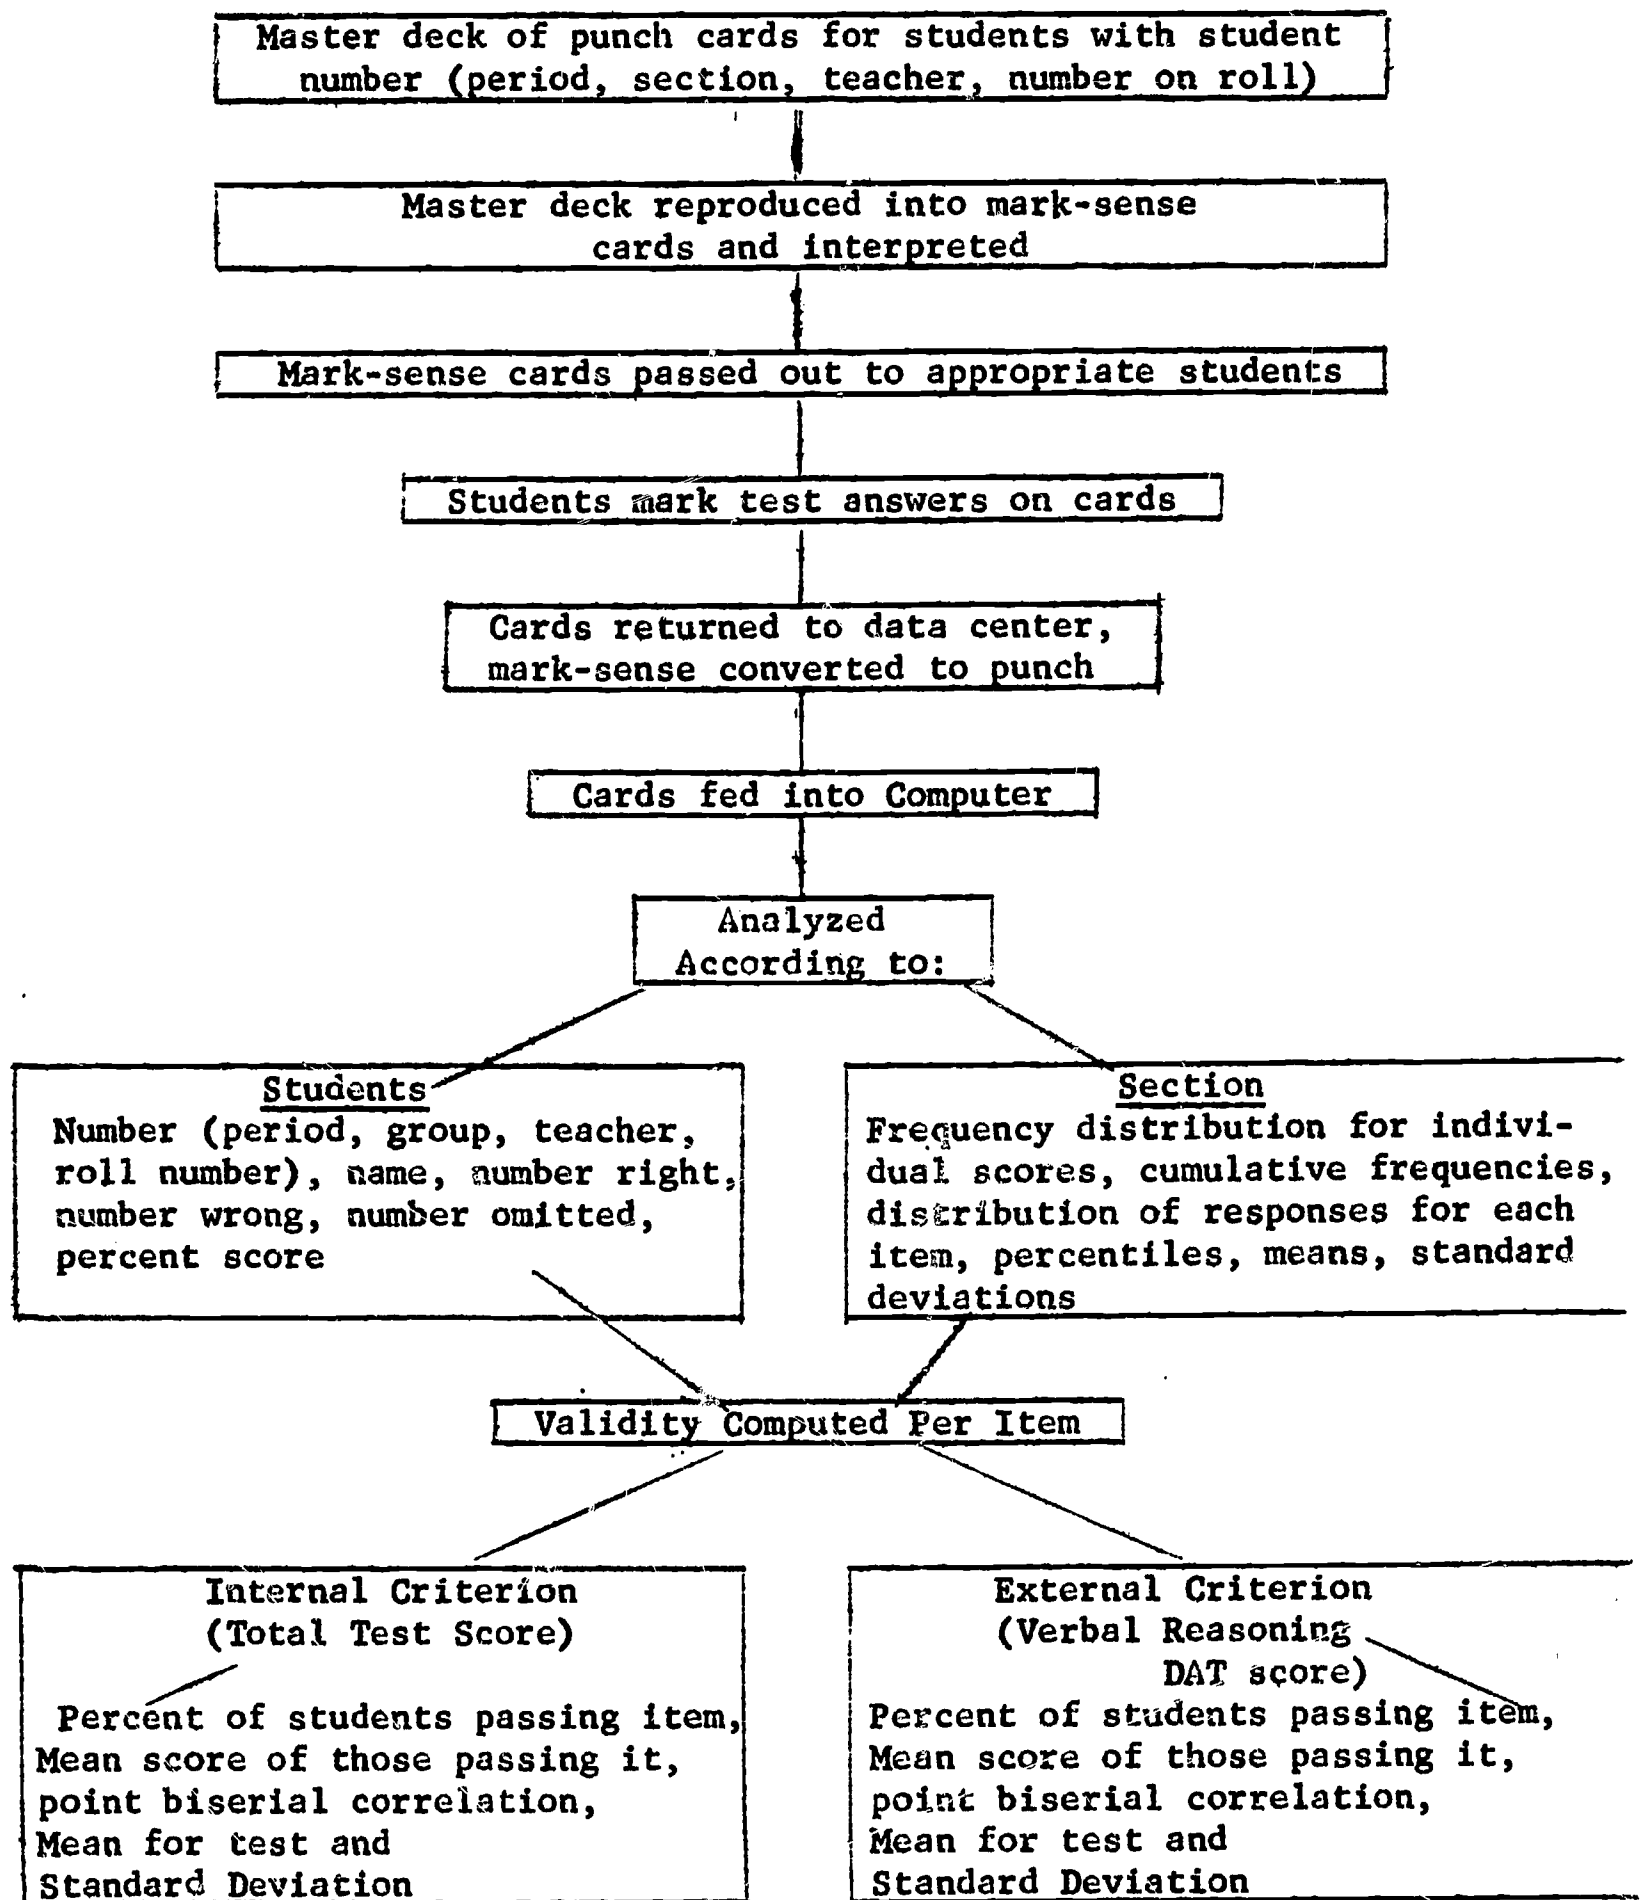 Master deck of punch cards for students with student
number (period, section, teacher, number on roll)
Master deck reproduced into mark-sense
cards and interpreted
Mark-sense cards passed out to appropriate students
Students mark test answers on cards
Cards returned to data center,
mark-sense converted to punch
Cards fed into Computer
Analyzed
According to:
Students
Number (period, group, teacher,
roll number), name, number right,
number wrong, number omitted,
percent score
Section
Frequency distribution for indivi-
dual scores, cumulative frequencies,
distribution of responses for each
item, percentiles, means, standard
deviations
Validity Computed Per Item
Internal Criterion
(Total Test Score)
Percent of students passing item,
Mean score of those passing it,
point biserial correlation,
Mean for test and
Standard Deviation
External Criterion
(Verbal Reasoning
DAT score)
Percent of students passing item,
Mean score of those passing it,
point biserial correlation,
Mean for test and
Standard Deviation